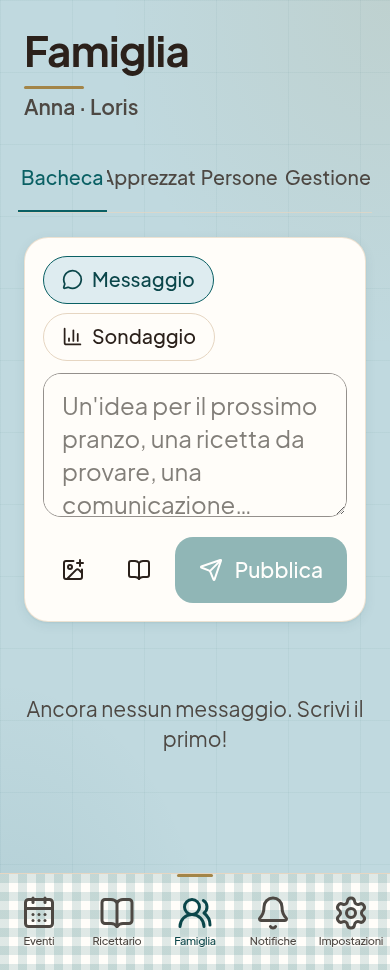 Famiglia
Anna · Loris
Bacheca Apprezzat Persone Gestione
Messaggio
Sondaggio
Un'idea per il prossimo
pranzo, una ricetta da
provare, una
comunicazione…
Pubblica
Ancora nessun messaggio. Scrivi il
primo!
Eventi Ricettario Famiglia Notifiche Impostazioni